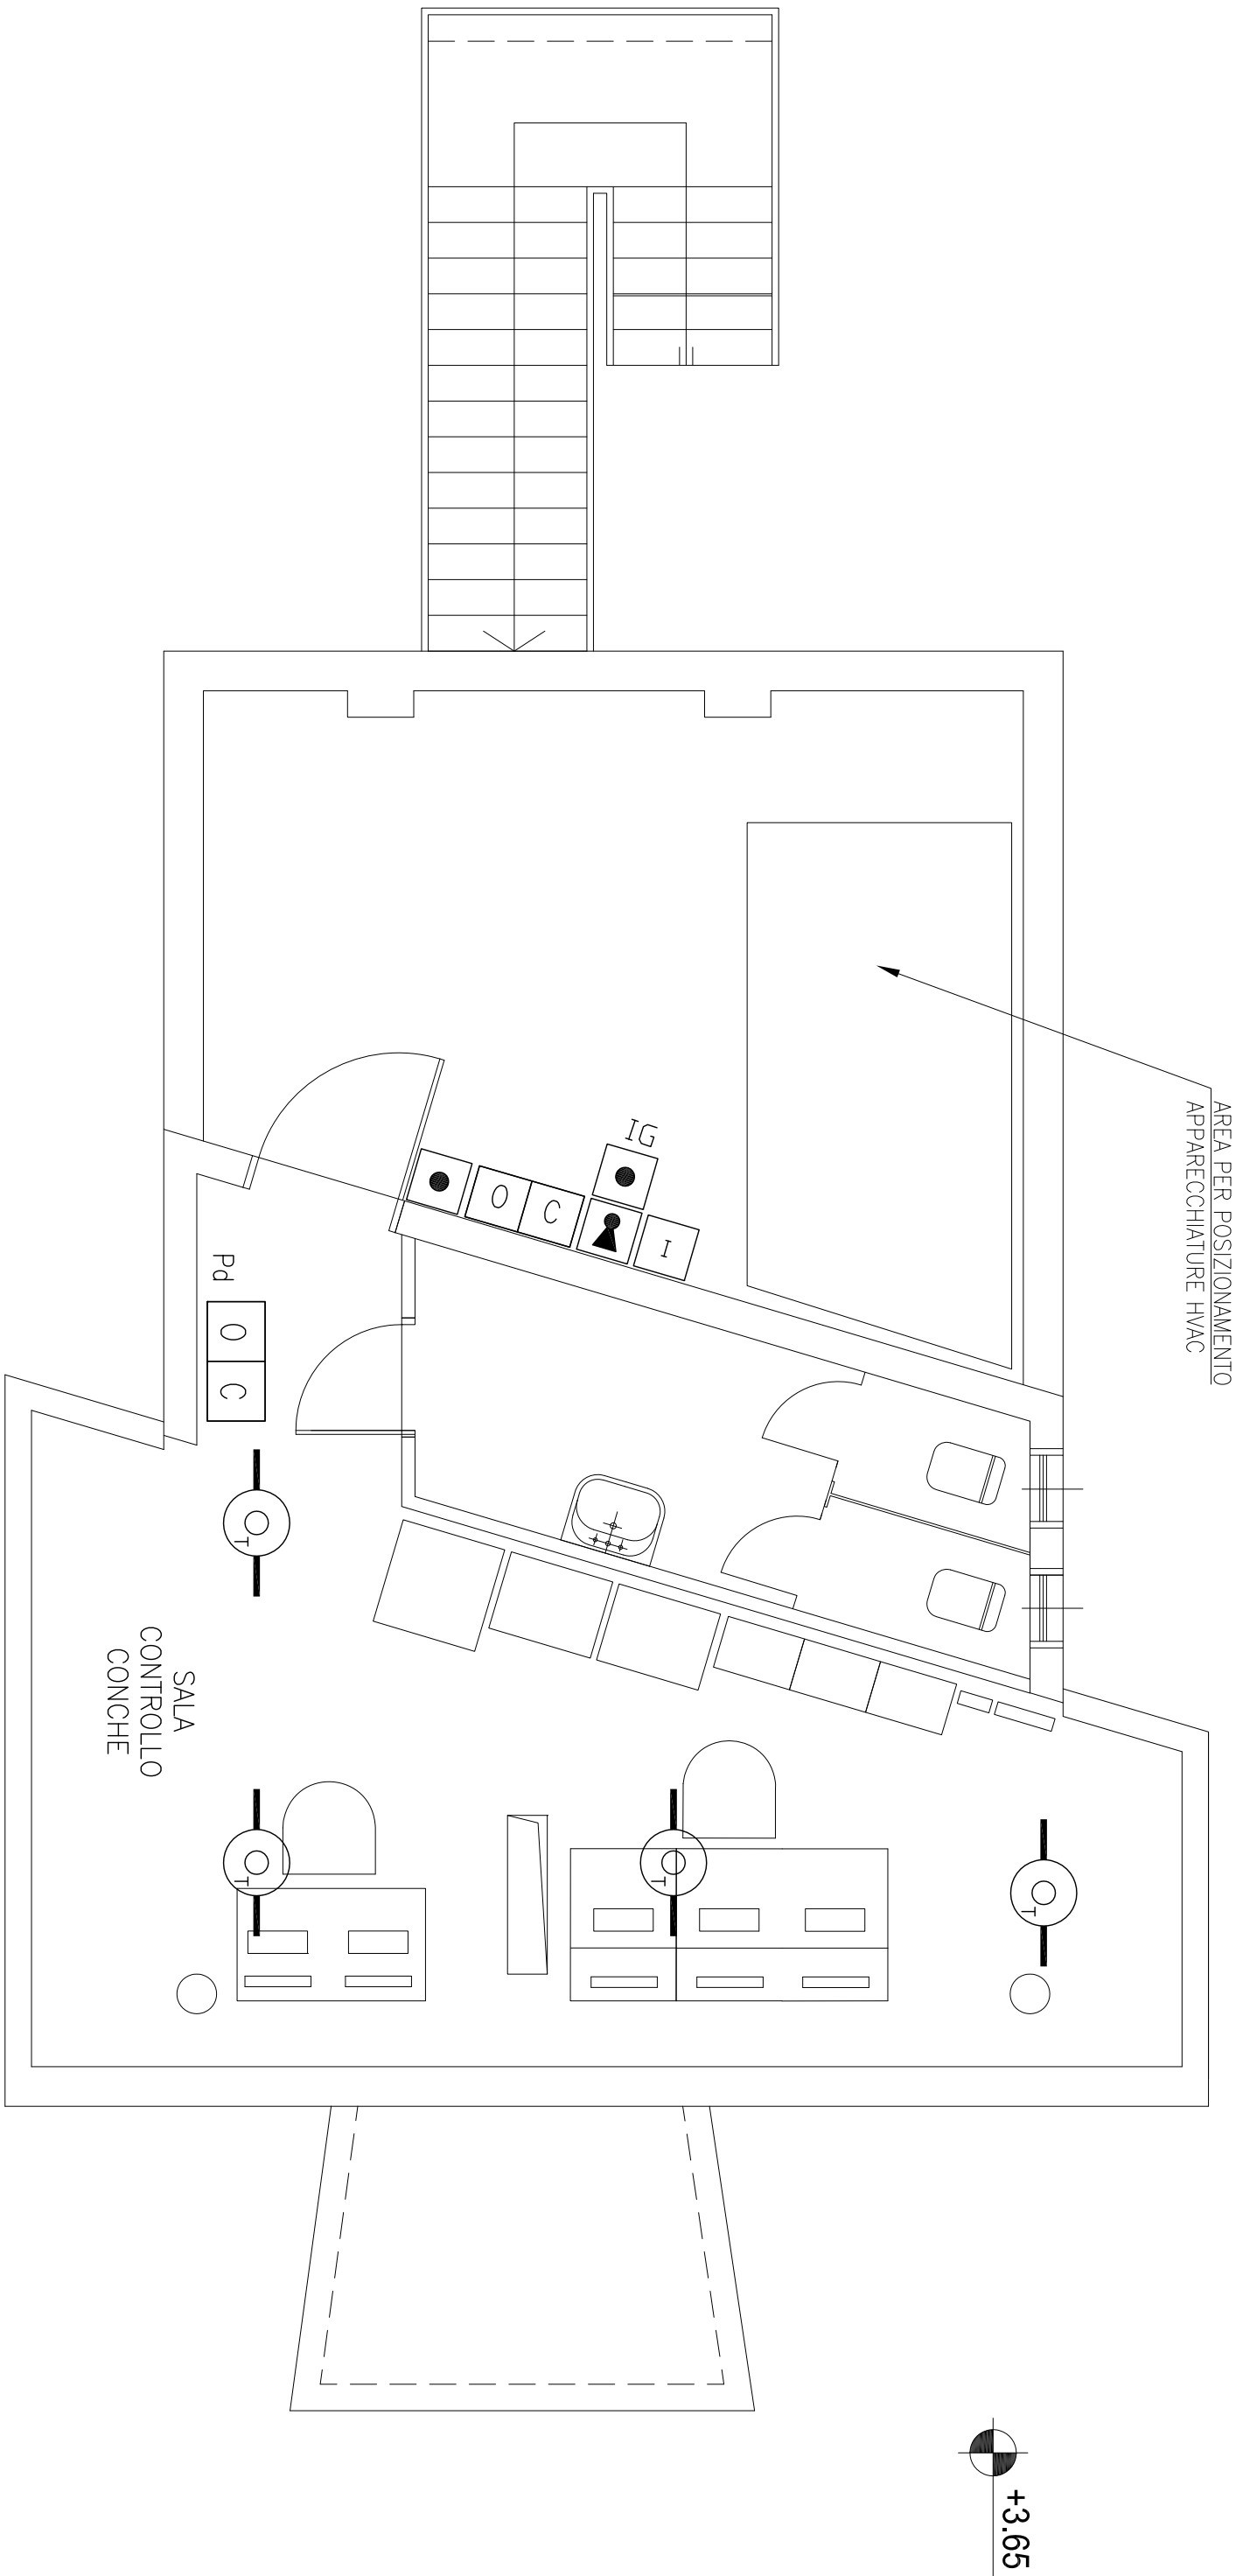 AREA PER POSIZIONAMENTO
APPARECCHIATURE HVAC
IG
O
C
I
Pd
O
C
T
SALA
CONTROLLO
CONCHE
T
T
T
+3.65